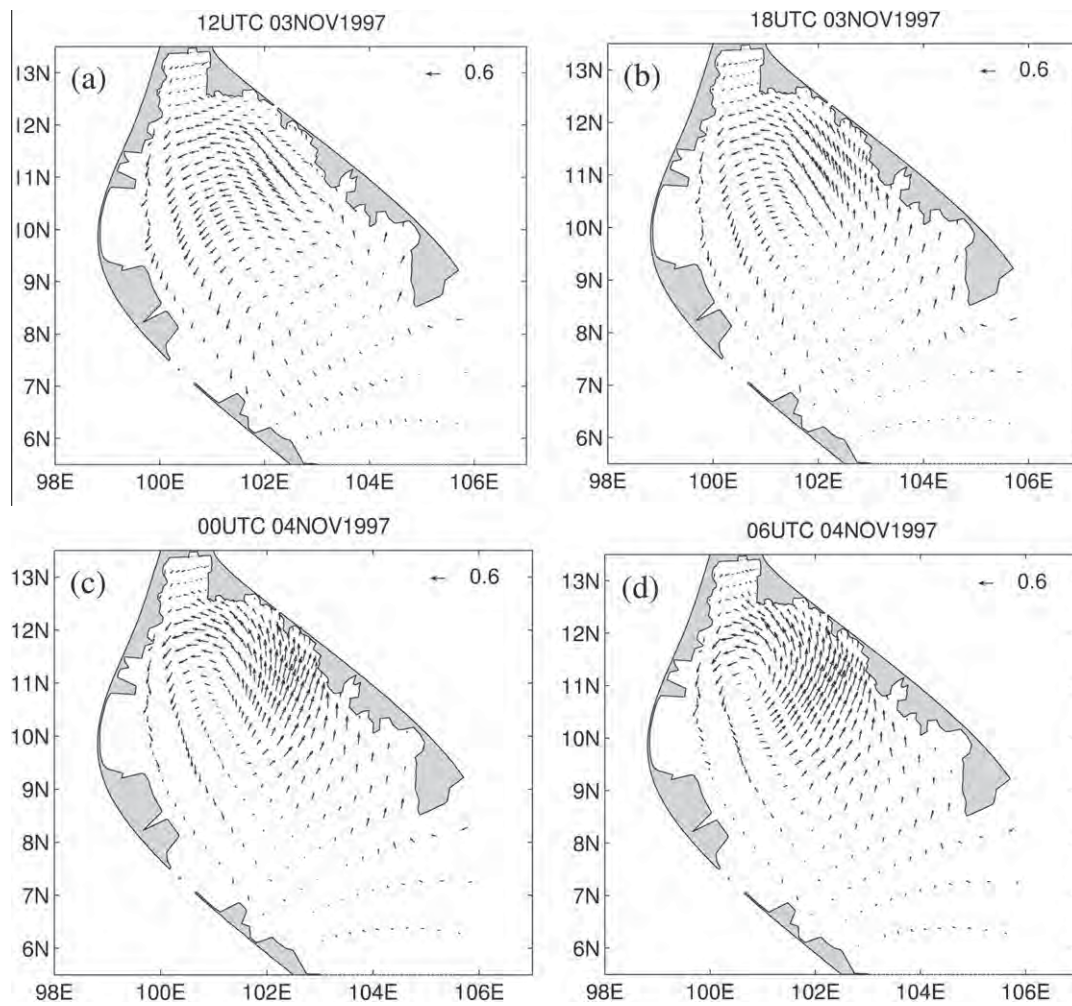 12UTC 03NOV1997
(a)
0.6
13N
12N
11N
10N
9N
8N
7N
6N
98E 100E 102E 104E 106E
18UTC 03NOV1997
(b)
0.6
13N
12N
11N
10N
9N
8N
7N
6N
98E 100E 102E 104E 106E
00UTC 04NOV1997
(c)
0.6
13N
12N
11N
10N
9N
8N
7N
6N
98E 100E 102E 104E 106E
06UTC 04NOV1997
(d)
0.6
13N
12N
11N
10N
9N
8N
7N
6N
98E 100E 102E 104E 106E